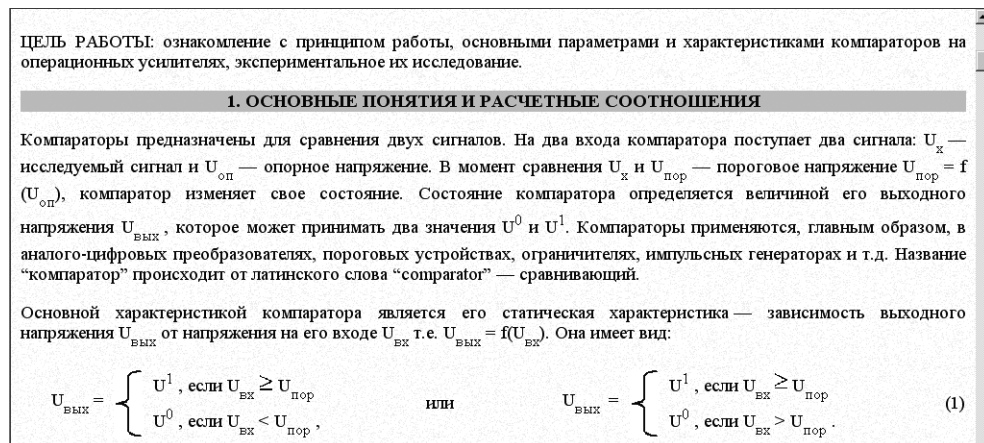 ЦЕЛЬ РАБОТЫ: ознакомление с принципом работы, основными параметрами и характеристиками компараторов на
операционных усилителях, экспериментальное их исследование.
1. ОСНОВНЫЕ ПОНЯТИЯ И РАСЧЕТНЫЕ СООТНОШЕНИЯ
Компараторы предназначены для сравнения двух сигналов. На два входа компаратора поступает два сигнала: Uх —
исследуемый сигнал и Uоп — опорное напряжение. В момент сравнения Uх и Uпор — пороговое напряжение Uпор = f
(Uоп), компаратор изменяет свое состояние. Состояние компаратора определяется величиной его выходного
напряжения Uвых , которое может принимать два значения U⁰ и U¹. Компараторы применяются, главным образом, в
аналого-цифровых преобразователях, пороговых устройствах, ограничителях, импульсных генераторах и т.д. Название
“компаратор” происходит от латинского слова “comparator” — сравнивающий.
Основной характеристикой компаратора является его статическая характеристика — зависимость выходного
напряжения Uвых от напряжения на его входе Uвх т.е. Uвых = f(Uвх). Она имеет вид:
Uвых = { U¹ , если Uвх ≥ Uпор или Uвых = { U¹ , если Uвх ≥ Uпор (1)
U⁰ , если Uвх < Uпор , U⁰ , если Uвх > Uпор .